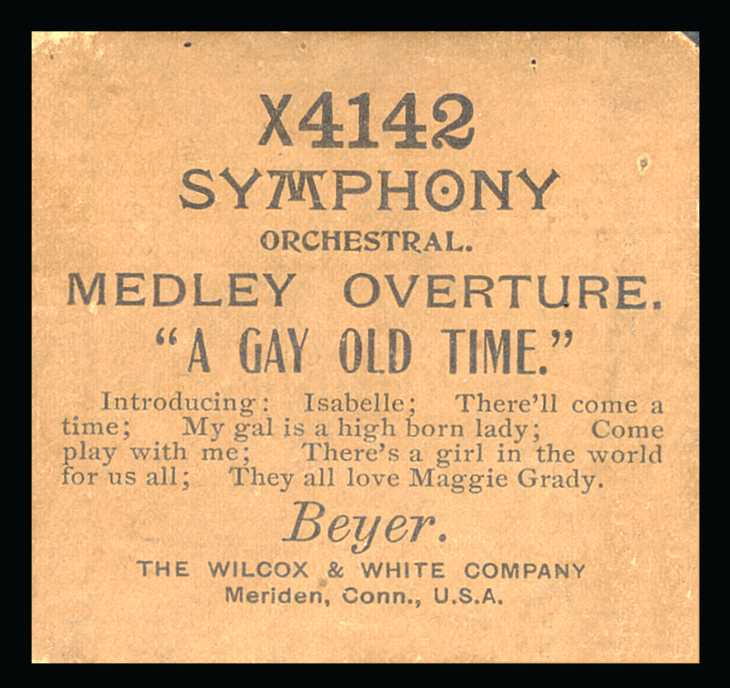 X4142
SYMPHONY
ORCHESTRAL.
MEDLEY OVERTURE.
"A GAY OLD TIME."
Introducing: Isabelle; There'll come a
time; My gal is a high born lady; Come
play with me; There's a girl in the world
for us all; They all love Maggie Grady.
Beyer.
THE WILCOX & WHITE COMPANY
Meriden, Conn., U.S.A.